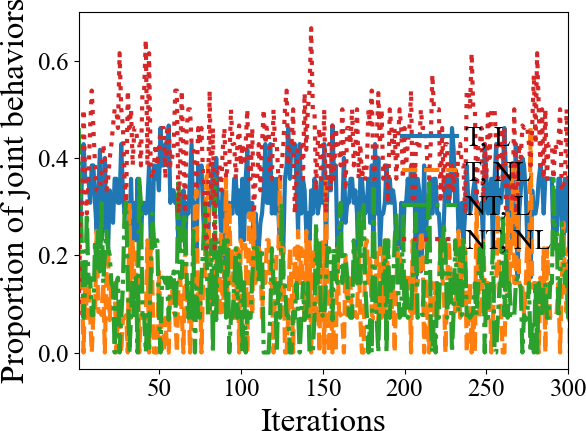 Proportion of joint behaviors
0.6
0.4
0.2
0.0
T, L
T, NL
NT, L
NT, NL
50 100 150 200 250 300
Iterations